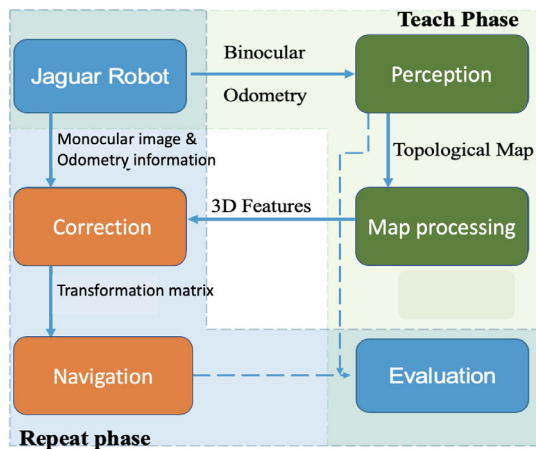 Teach Phase
Jaguar Robot
Binocular
Odometry
Perception
Monocular image &
Odometry information
Topological Map
Correction
3D Features
Map processing
Transformation matrix
Navigation
Evaluation
Repeat phase